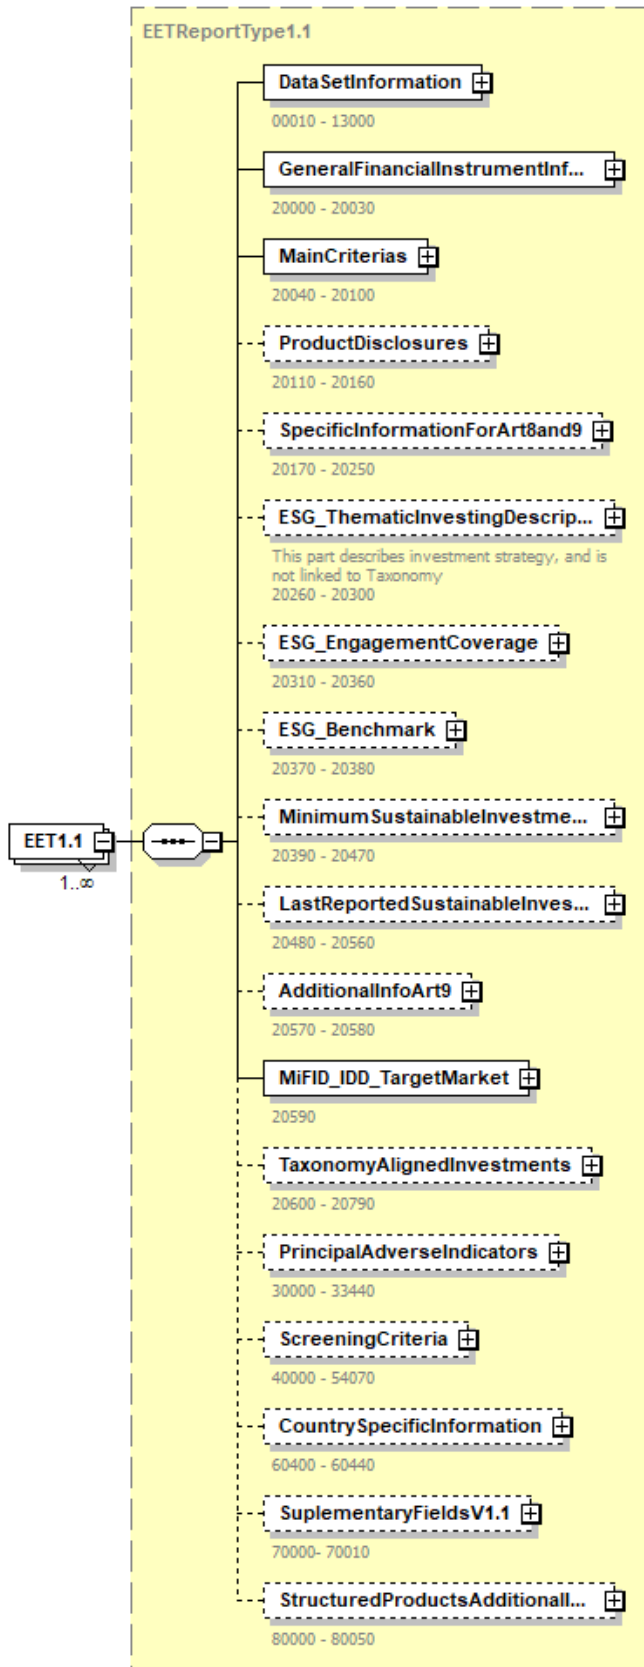 EETReportType1.1
DataSetInformation
00010 - 13000
GeneralFinancialInstrumentInf...
20000 - 20030
MainCriterias
20040 - 20100
ProductDisclosures
20110 - 20160
SpecificInformationForArt8and9
20170 - 20250
ESG_ThematicInvestingDescrip...
This part describes investment strategy, and is
not linked to Taxonomy
20260 - 20300
ESG_EngagementCoverage
20310 - 20360
ESG_Benchmark
20370 - 20380
MinimumSustainableInvestme...
20390 - 20470
EET1.1
1..∞
LastReportedSustainableInves...
20480 - 20560
AdditionalInfoArt9
20570 - 20580
MiFID_IDD_TargetMarket
20590
TaxonomyAlignedInvestments
20600 - 20790
PrincipalAdverseIndicators
30000 - 33440
ScreeningCriteria
40000 - 54070
CountrySpecificInformation
60400 - 60440
SuplementaryFieldsV1.1
70000- 70010
StructuredProductsAdditionalI...
80000 - 80050